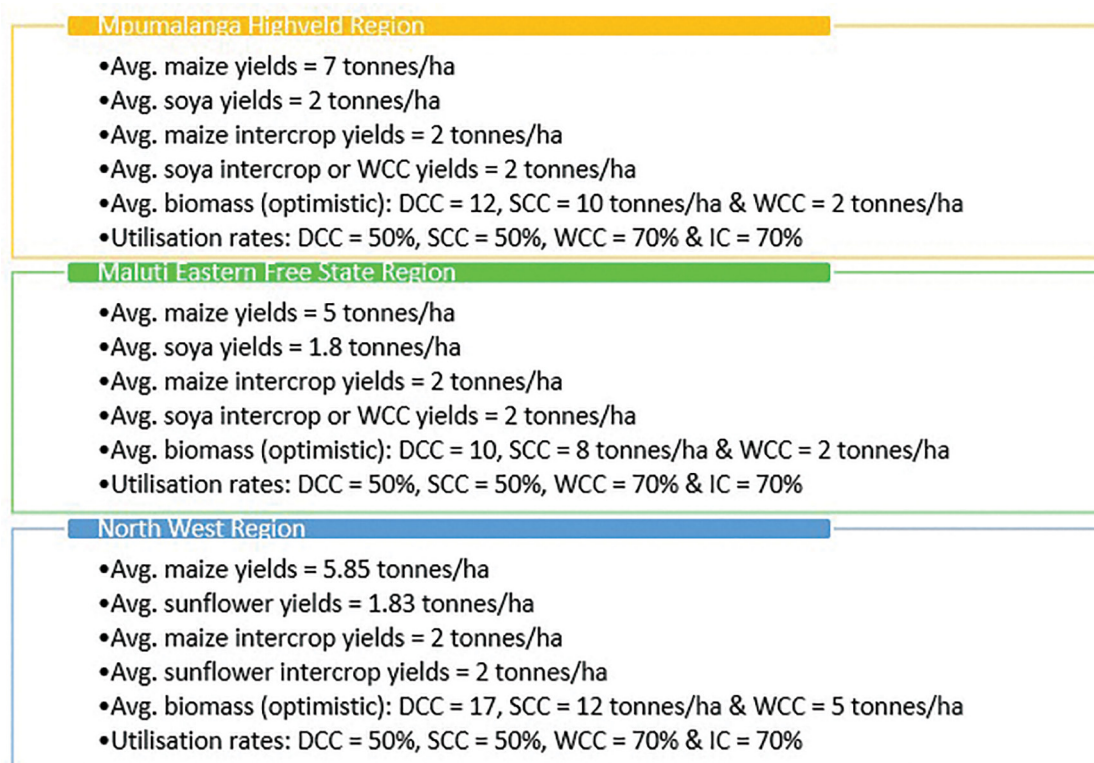 Mpumalanga Highveld Region
•Avg. maize yields = 7 tonnes/ha
•Avg. soya yields = 2 tonnes/ha
•Avg. maize intercrop yields = 2 tonnes/ha
•Avg. soya intercrop or WCC yields = 2 tonnes/ha
•Avg. biomass (optimistic): DCC = 12, SCC = 10 tonnes/ha & WCC = 2 tonnes/ha
•Utilisation rates: DCC = 50%, SCC = 50%, WCC = 70% & IC = 70%
Maluti Eastern Free State Region
•Avg. maize yields = 5 tonnes/ha
•Avg. soya yields = 1.8 tonnes/ha
•Avg. maize intercrop yields = 2 tonnes/ha
•Avg. soya intercrop or WCC yields = 2 tonnes/ha
•Avg. biomass (optimistic): DCC = 10, SCC = 8 tonnes/ha & WCC = 2 tonnes/ha
•Utilisation rates: DCC = 50%, SCC = 50%, WCC = 70% & IC = 70%
North West Region
•Avg. maize yields = 5.85 tonnes/ha
•Avg. sunflower yields = 1.83 tonnes/ha
•Avg. maize intercrop yields = 2 tonnes/ha
•Avg. sunflower intercrop yields = 2 tonnes/ha
•Avg. biomass (optimistic): DCC = 17, SCC = 12 tonnes/ha & WCC = 5 tonnes/ha
•Utilisation rates: DCC = 50%, SCC = 50%, WCC = 70% & IC = 70%